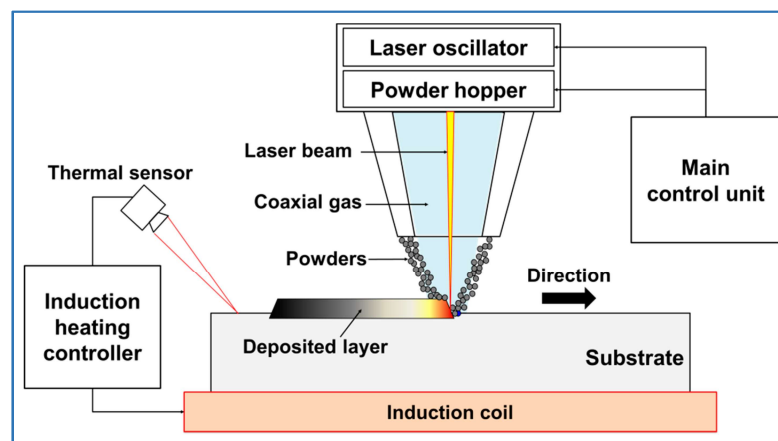 Laser oscillator
Powder hopper
Laser beam
Thermal sensor
Coaxial gas
Main
control unit
Powders
Direction
Induction
heating
controller
Deposited layer
Substrate
Induction coil